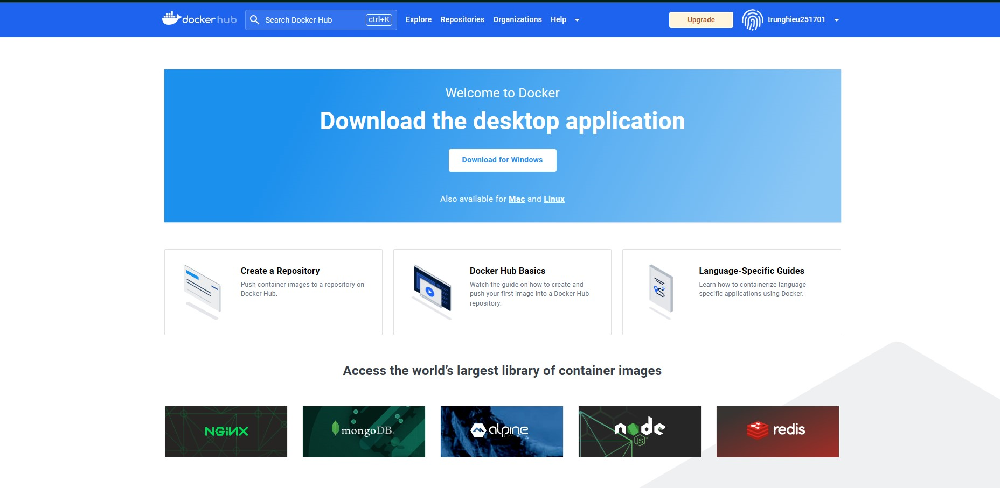 docker hub
Search Docker Hub
ctrl+K
Explore
Repositories
Organizations
Help
Upgrade
trunghieu251701
Welcome to Docker
Download the desktop application
Download for Windows
Also available for Mac and Linux
Create a Repository
Push container images to a repository on
Docker Hub.
Docker Hub Basics
Watch the guide on how to create and
push your first image into a Docker Hub
repository.
Language-Specific Guides
Learn how to containerize language-
specific applications using Docker.
Access the world’s largest library of container images
NGiNX
mongoDB®
alpine
Linux
node
JS
redis